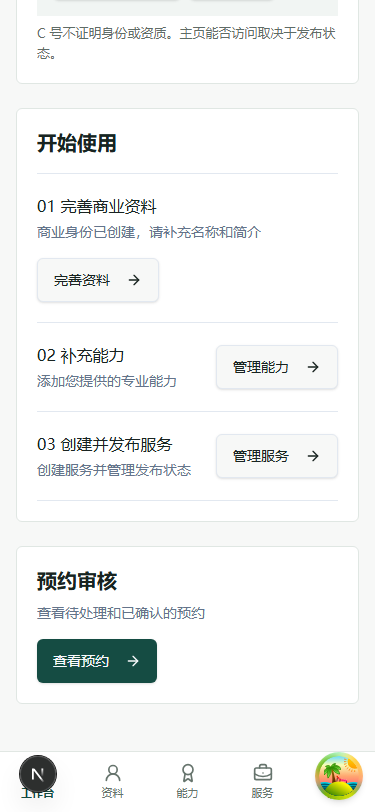 C 号不证明身份或资质。主页能否访问取决于发布状
态。
开始使用
01 完善商业资料
商业身份已创建，请补充名称和简介
完善资料 →
02 补充能力
添加您提供的专业能力
管理能力 →
03 创建并发布服务
创建服务并管理发布状态
管理服务 →
预约审核
查看待处理和已确认的预约
查看预约 →
N
工作台
资料
能力
服务